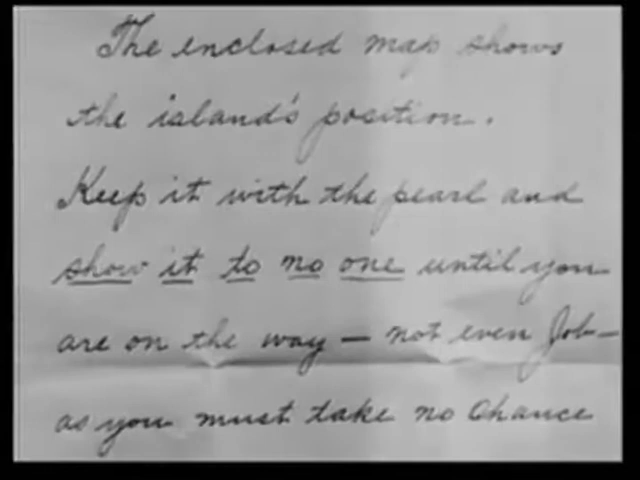 The enclosed map shows
the island's position.
Keep it with the pearl and
show it to no one until you
are on the way — not even Job —
as you must take no chance